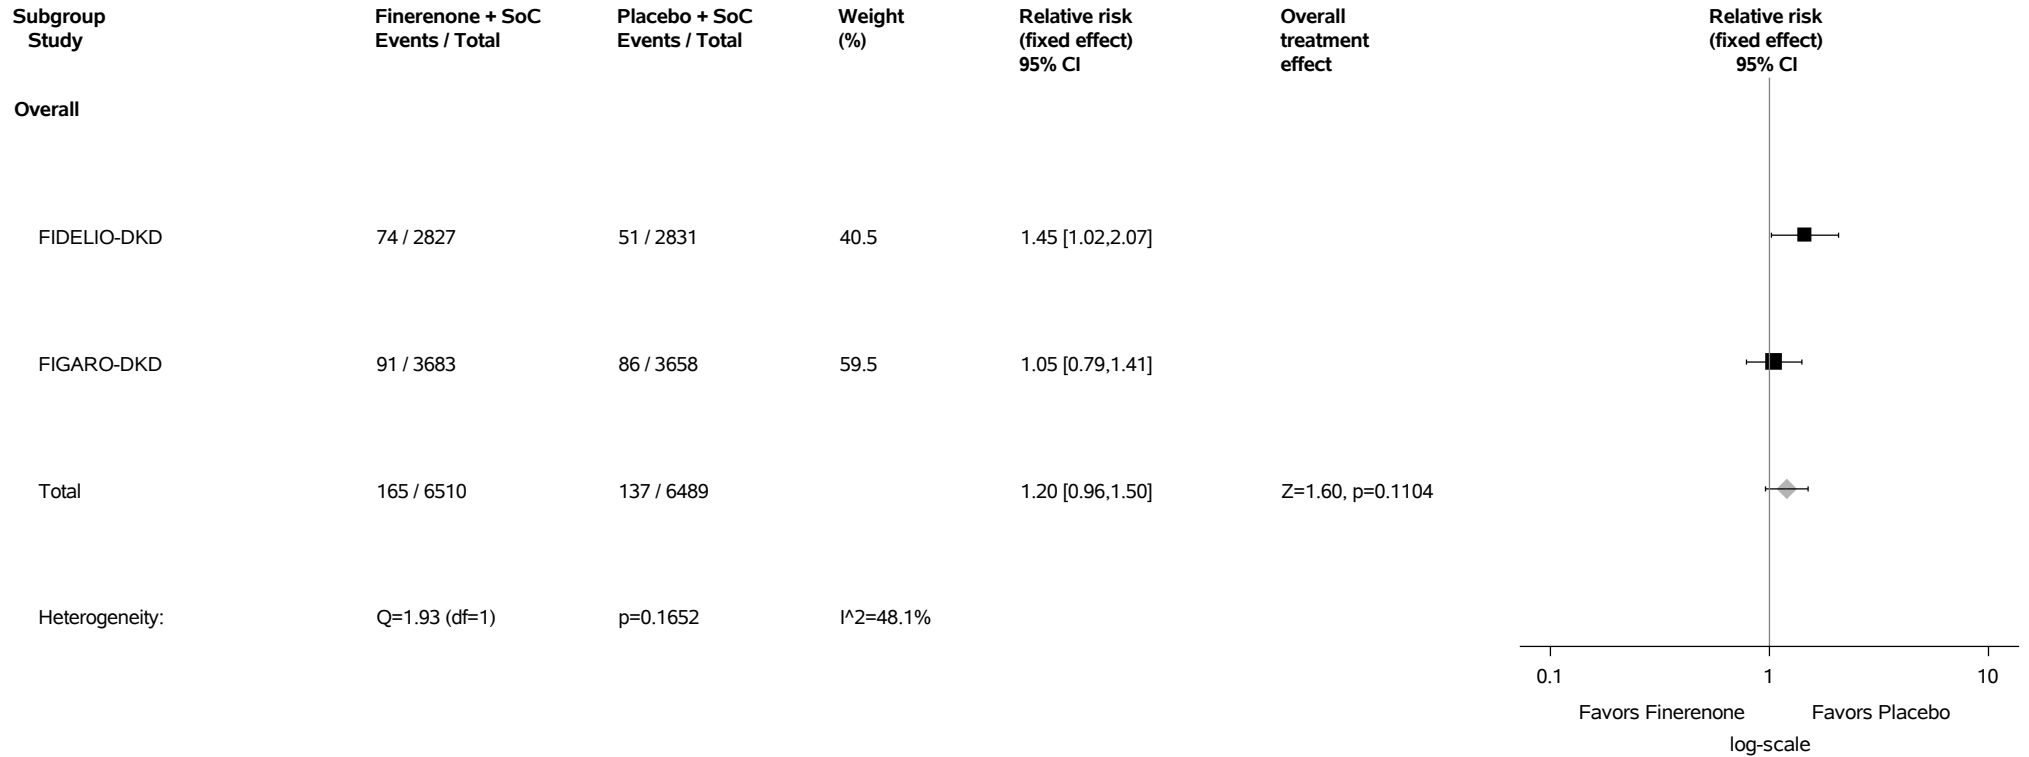 Subgroup Finerenone + SoC Placebo + SoC Weight Relative risk Overall Relative risk
Study Events / Total Events / Total (%) (fixed effect) treatment (fixed effect)
95% CI effect 95% CI
Overall
FIDELIO-DKD 74 / 2827 51 / 2831 40.5 1.45 [1.02,2.07]
FIGARO-DKD 91 / 3683 86 / 3658 59.5 1.05 [0.79,1.41]
Total 165 / 6510 137 / 6489 1.20 [0.96,1.50] Z=1.60, p=0.1104
Heterogeneity: Q=1.93 (df=1) p=0.1652 I^2=48.1%
0.1 1 10
Favors Finerenone Favors Placebo
log-scale